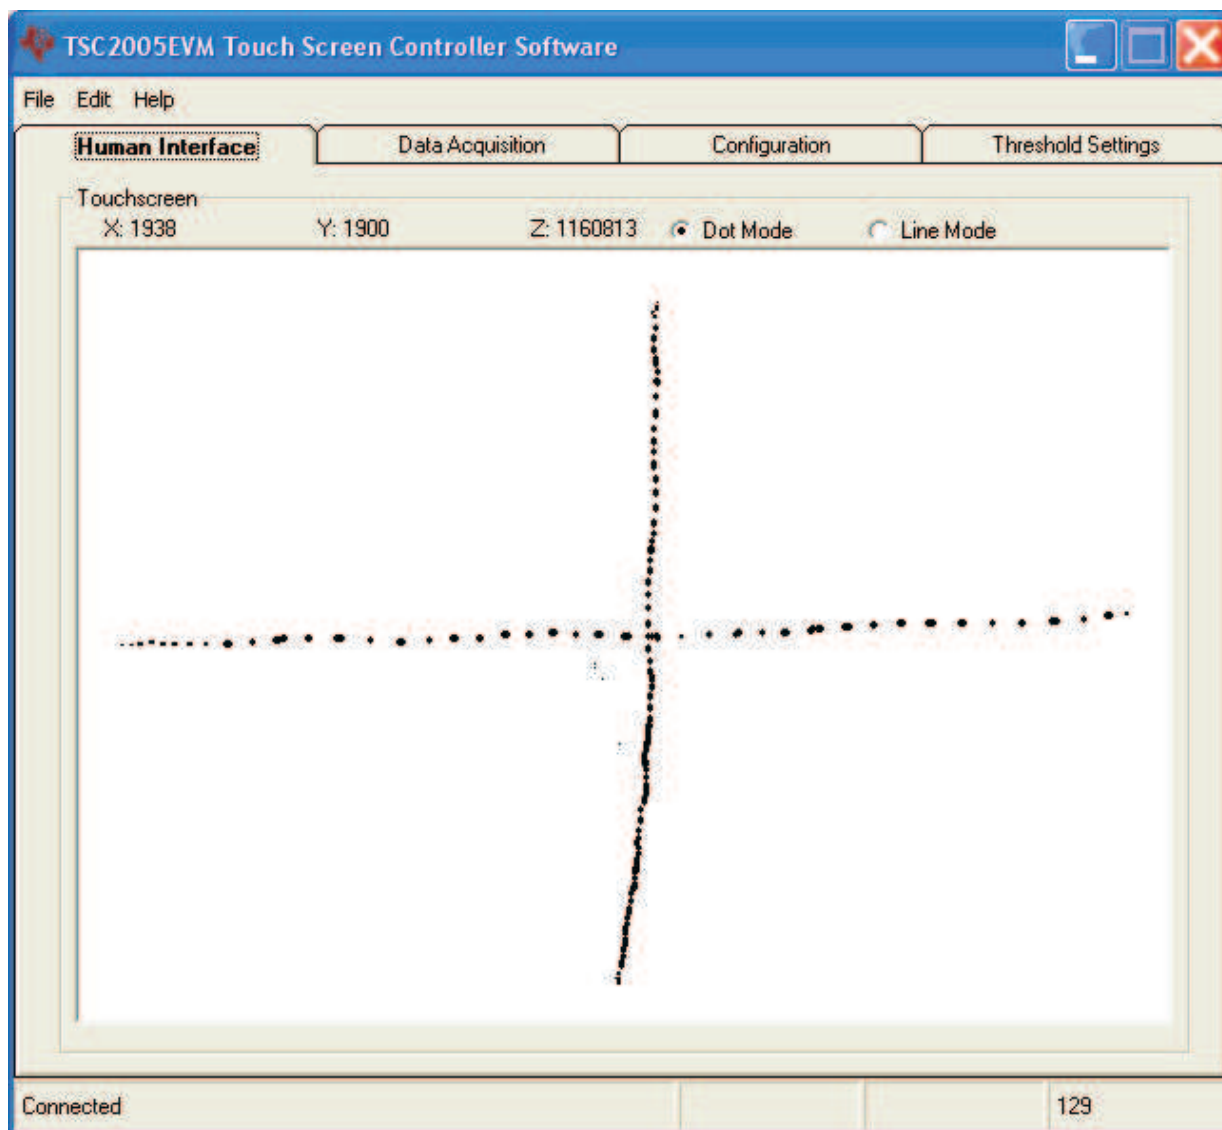 TSC2005EVM Touch Screen Controller Software
File Edit Help
Human Interface Data Acquisition Configuration Threshold Settings
Touchscreen
X: 1938 Y: 1900 Z: 1160813 Dot Mode Line Mode
Connected 129